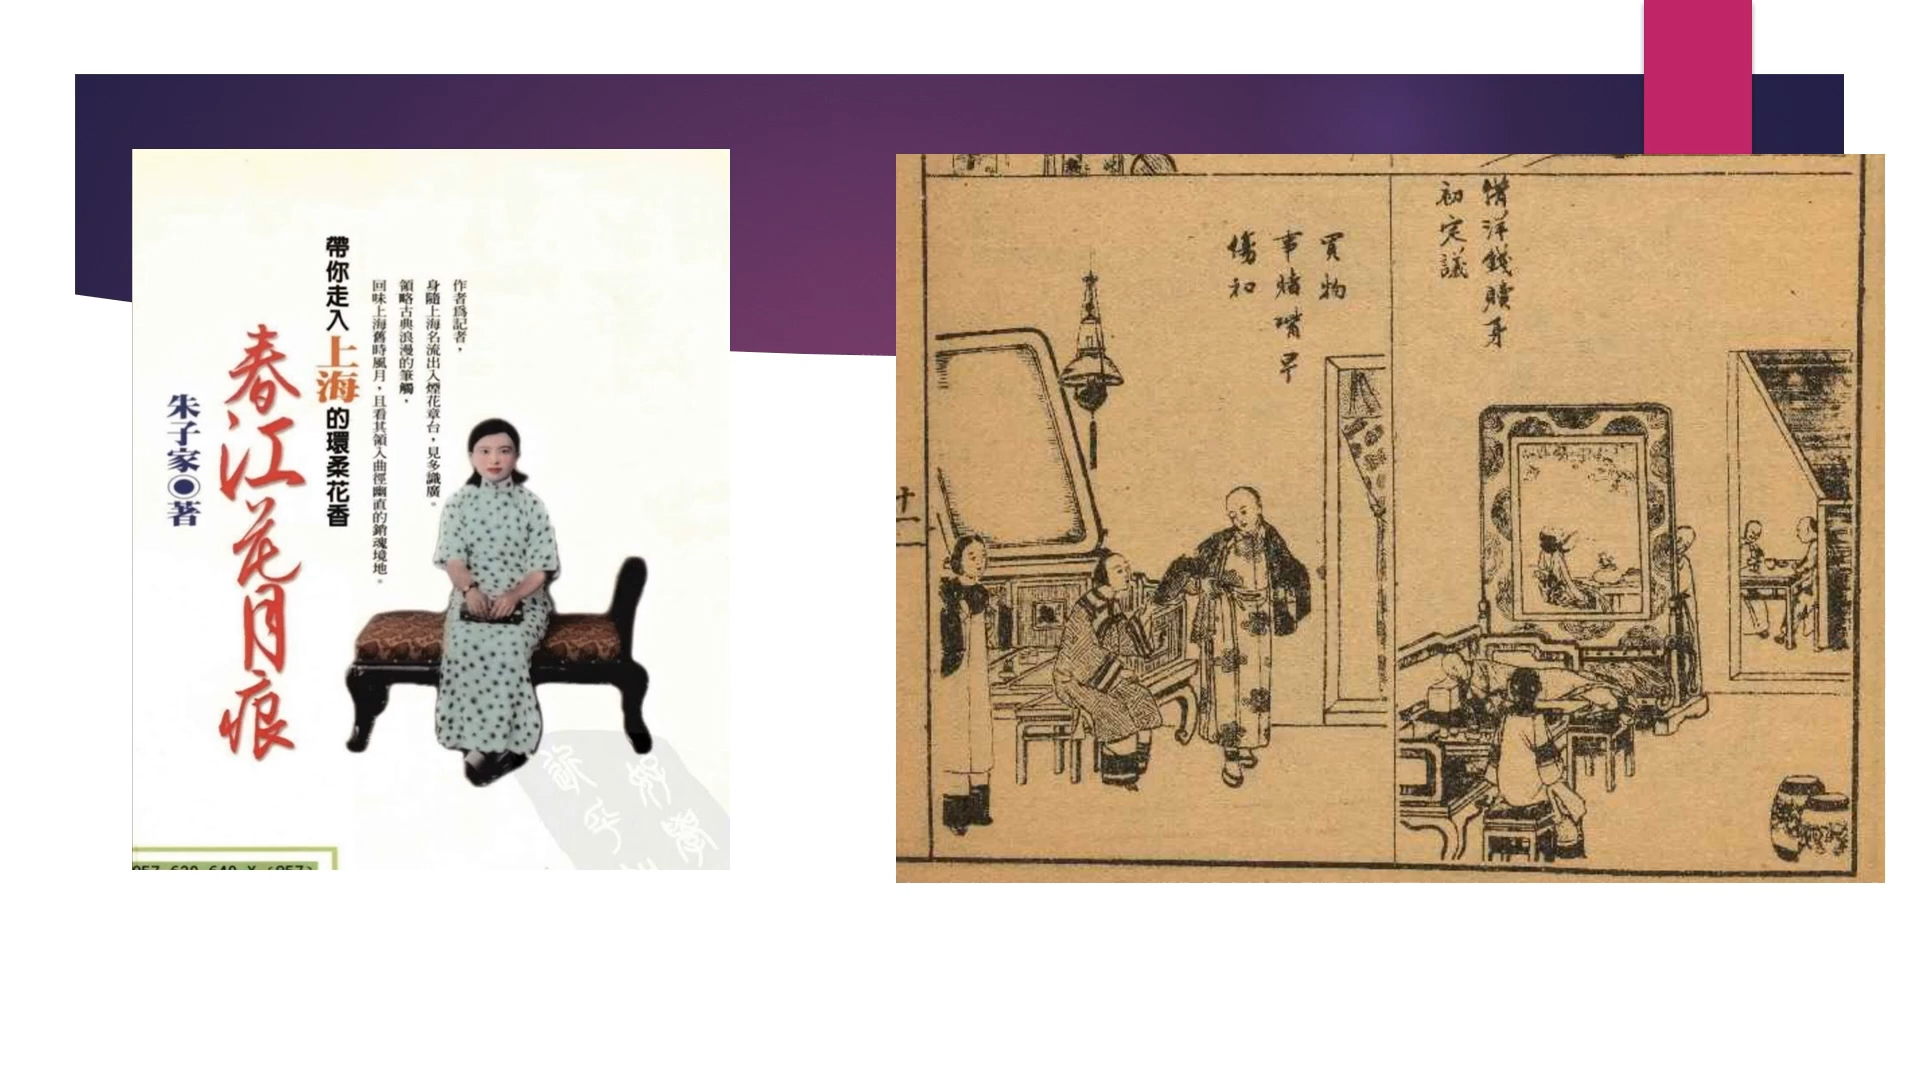 作者爲記者，
身隨上海名流出入煙花章台，見多識廣。
領略古典浪漫的筆觸，
回味上海舊時風月，且看其領入曲徑幽直的銷魂境地。
帶你走入上海的環柔花香
春江花月痕
朱子家◉著
借洋錢贖身
初定議
買物
事賭嘴早
傷和
十二